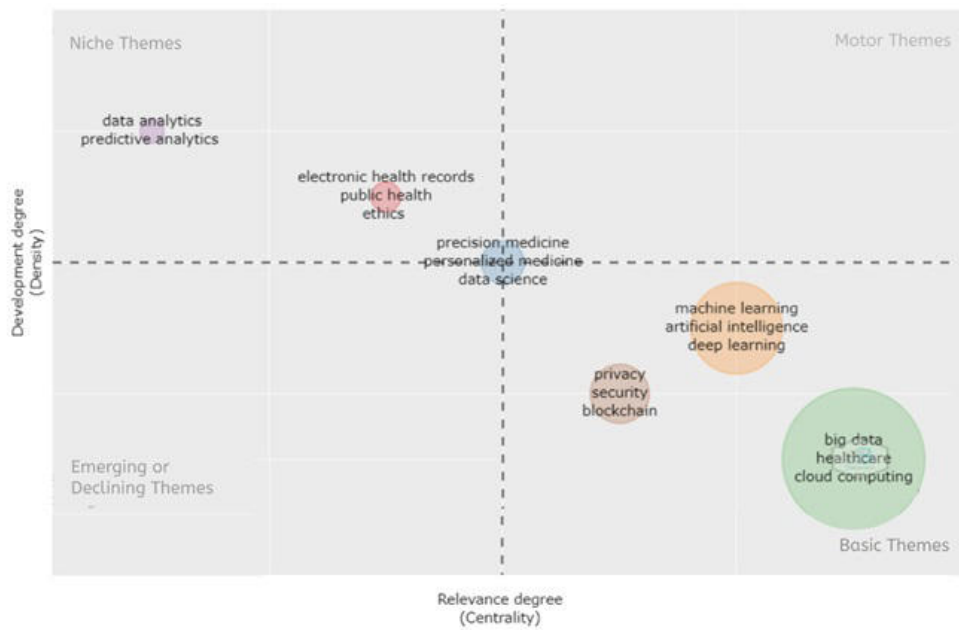 Niche Themes
Motor Themes
data analytics
predictive analytics
electronic health records
public health
ethics
precision medicine
personalized medicine
data science
machine learning
artificial intelligence
deep learning
privacy
security
blockchain
big data
healthcare
cloud computing
Emerging or
Declining Themes
Basic Themes
Development degree
(Density)
Relevance degree
(Centrality)